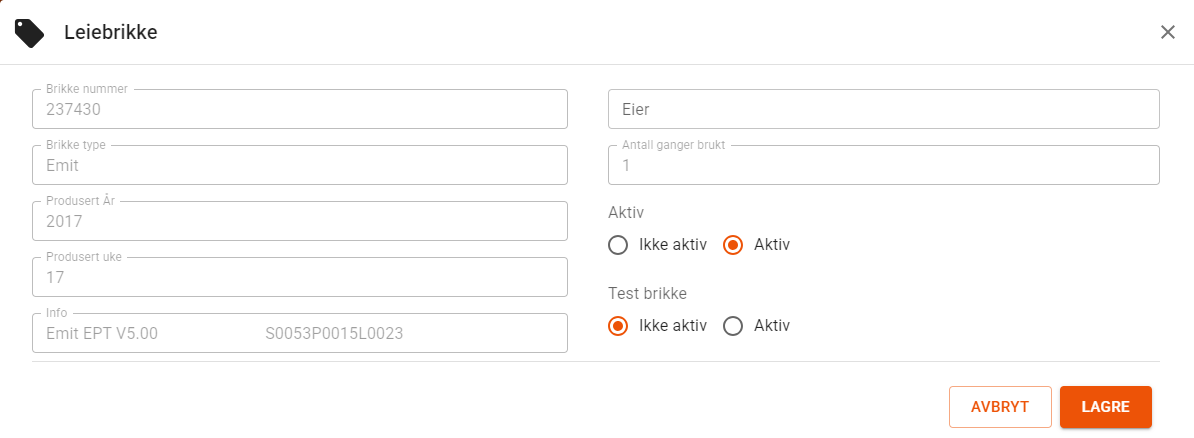 Leiebrikke
Brikke nummer
237430
Brikke type
Emit
Produsert År
2017
Produsert uke
17
Info
Emit EPT V5.00 S0053P0015L0023
Eier
Antall ganger brukt
1
Aktiv
Ikke aktiv Aktiv
Test brikke
Ikke aktiv Aktiv
AVBRYT LAGRE